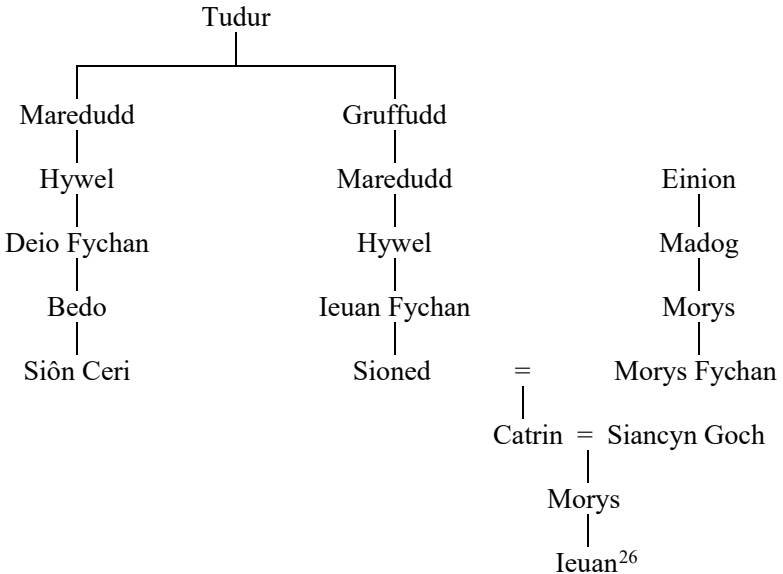 Tudur
Maredudd Gruffudd
Hywel Maredudd Einion
Deio Fychan Hywel Madog
Bedo Ieuan Fychan Morys
Siôn Ceri Sioned = Morys Fychan
Catrin = Siancyn Goch
Morys
Ieuan²⁶